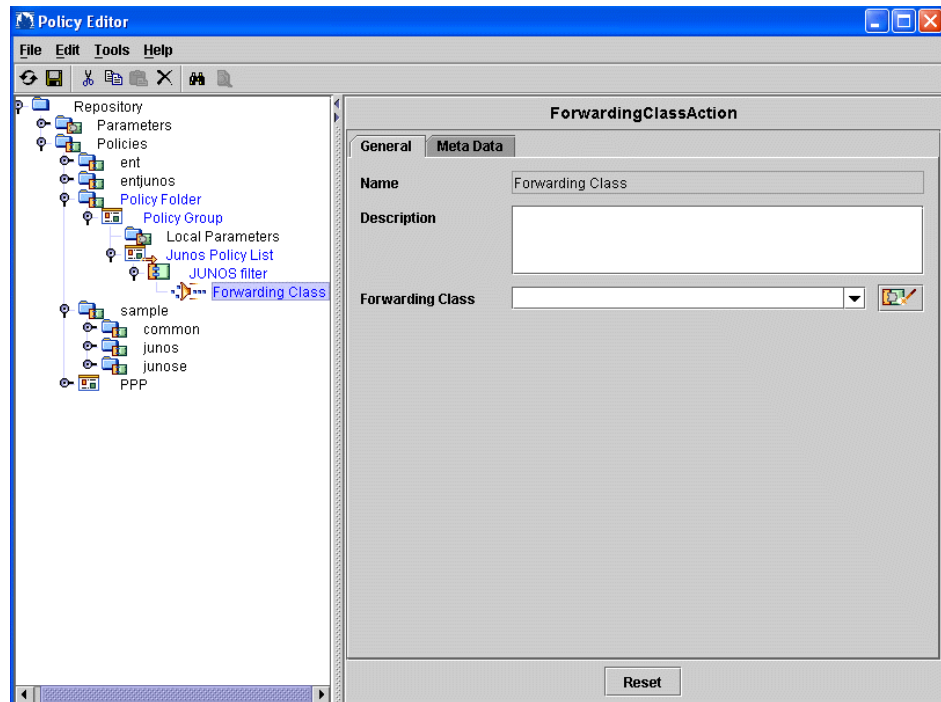 Policy Editor
File Edit Tools Help
Repository
Parameters
Policies
ent
entjunos
Policy Folder
Policy Group
Local Parameters
Junos Policy List
JUNOS filter
Forwarding Class
sample
common
junos
junose
PPP
ForwardingClassAction
General Meta Data
Name Forwarding Class
Description
Forwarding Class
Reset